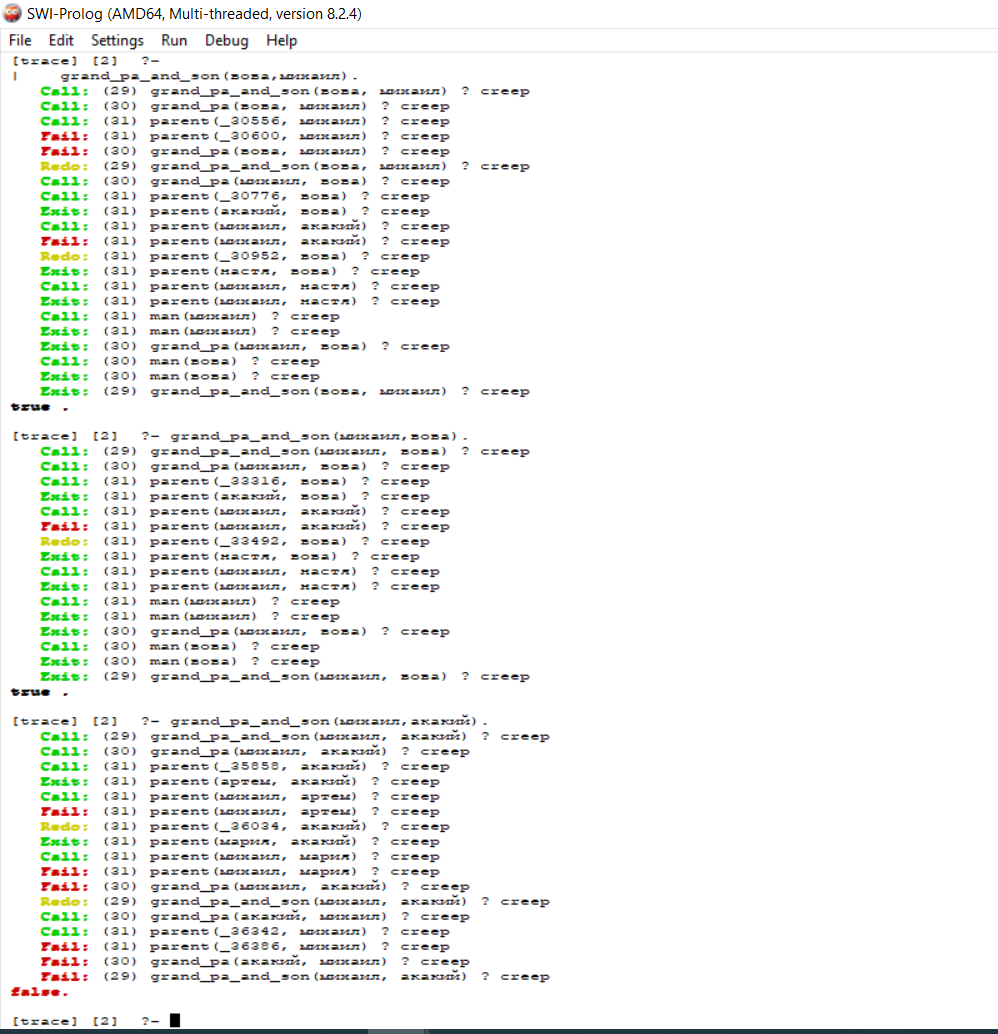 SWI-Prolog (AMD64, Multi-threaded, version 8.2.4)
File Edit Settings Run Debug Help
[trace] [2] ?-
| grand_pa_and_son(вова,михаил).
Call: (29) grand_pa_and_son(вова, михаил) ? creep
Call: (30) grand_pa(вова, михаил) ? creep
Call: (31) parent(_30556, михаил) ? creep
Fail: (31) parent(_30600, михаил) ? creep
Fail: (30) grand_pa(вова, михаил) ? creep
Redo: (29) grand_pa_and_son(вова, михаил) ? creep
Call: (30) grand_pa(михаил, вова) ? creep
Call: (31) parent(_30776, вова) ? creep
Exit: (31) parent(акакий, вова) ? creep
Call: (31) parent(михаил, акакий) ? creep
Fail: (31) parent(михаил, акакий) ? creep
Redo: (31) parent(_30952, вова) ? creep
Exit: (31) parent(настя, вова) ? creep
Call: (31) parent(михаил, настя) ? creep
Exit: (31) parent(михаил, настя) ? creep
Call: (31) man(михаил) ? creep
Exit: (31) man(михаил) ? creep
Exit: (30) grand_pa(михаил, вова) ? creep
Call: (30) man(вова) ? creep
Exit: (30) man(вова) ? creep
Exit: (29) grand_pa_and_son(вова, михаил) ? creep
true .
[trace] [2] ?- grand_pa_and_son(михаил,вова).
Call: (29) grand_pa_and_son(михаил, вова) ? creep
Call: (30) grand_pa(михаил, вова) ? creep
Call: (31) parent(_33316, вова) ? creep
Exit: (31) parent(акакий, вова) ? creep
Call: (31) parent(михаил, акакий) ? creep
Fail: (31) parent(михаил, акакий) ? creep
Redo: (31) parent(_33492, вова) ? creep
Exit: (31) parent(настя, вова) ? creep
Call: (31) parent(михаил, настя) ? creep
Exit: (31) parent(михаил, настя) ? creep
Call: (31) man(михаил) ? creep
Exit: (31) man(михаил) ? creep
Exit: (30) grand_pa(михаил, вова) ? creep
Call: (30) man(вова) ? creep
Exit: (30) man(вова) ? creep
Exit: (29) grand_pa_and_son(михаил, вова) ? creep
true .
[trace] [2] ?- grand_pa_and_son(михаил,акакий).
Call: (29) grand_pa_and_son(михаил, акакий) ? creep
Call: (30) grand_pa(михаил, акакий) ? creep
Call: (31) parent(_35858, акакий) ? creep
Exit: (31) parent(артем, акакий) ? creep
Call: (31) parent(михаил, артем) ? creep
Fail: (31) parent(михаил, артем) ? creep
Redo: (31) parent(_36034, акакий) ? creep
Exit: (31) parent(мария, акакий) ? creep
Call: (31) parent(михаил, мария) ? creep
Fail: (31) parent(михаил, мария) ? creep
Fail: (30) grand_pa(михаил, акакий) ? creep
Redo: (29) grand_pa_and_son(михаил, акакий) ? creep
Call: (30) grand_pa(акакий, михаил) ? creep
Call: (31) parent(_36342, михаил) ? creep
Fail: (31) parent(_36386, михаил) ? creep
Fail: (30) grand_pa(акакий, михаил) ? creep
Fail: (29) grand_pa_and_son(михаил, акакий) ? creep
false.
[trace] [2] ?-